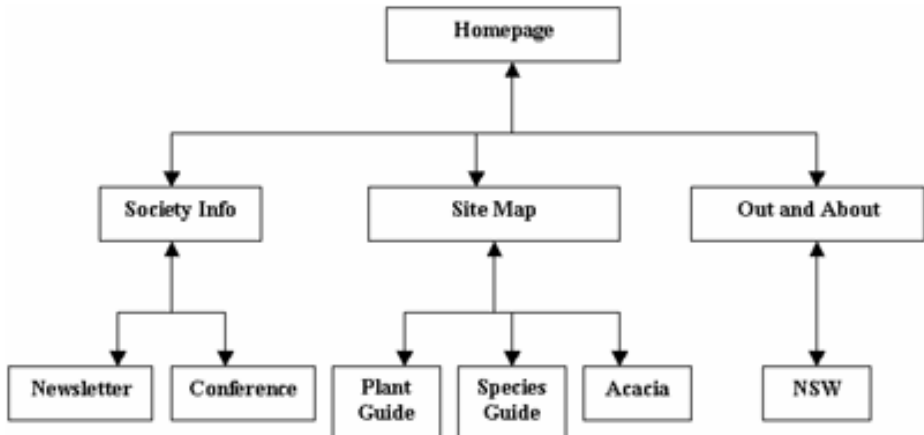 Homepage
Society Info
Site Map
Out and About
Newsletter
Conference
Plant
Guide
Species
Guide
Acacia
NSW